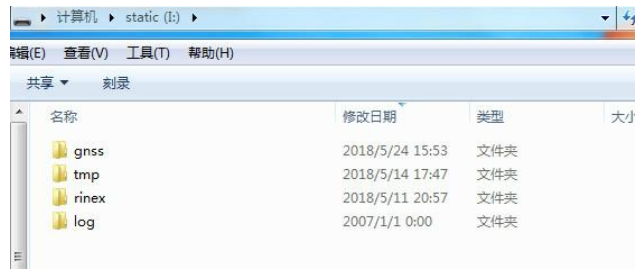 计算机 static (I:)
编辑(E) 查看(V) 工具(T) 帮助(H)
共享 刻录
名称 修改日期 类型 大小
gnss 2018/5/24 15:53 文件夹
tmp 2018/5/14 17:47 文件夹
rinex 2018/5/11 20:57 文件夹
log 2007/1/1 0:00 文件夹